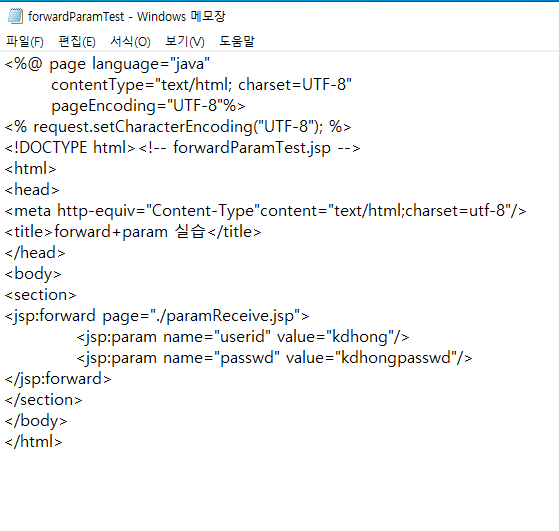 forwardParamTest - Windows 메모장
파일(F) 편집(E) 서식(O) 보기(V) 도움말
<%@ page language="java"
contentType="text/html; charset=UTF-8"
pageEncoding="UTF-8"%>
<% request.setCharacterEncoding("UTF-8"); %>
<!DOCTYPE html><!-- forwardParamTest.jsp -->
<html>
<head>
<meta http-equiv="Content-Type"content="text/html;charset=utf-8"/>
<title>forward+param 실습</title>
</head>
<body>
<section>
<jsp:forward page="./paramReceive.jsp">
<jsp:param name="userid" value="kdhong"/>
<jsp:param name="passwd" value="kdhongpasswd"/>
</jsp:forward>
</section>
</body>
</html>